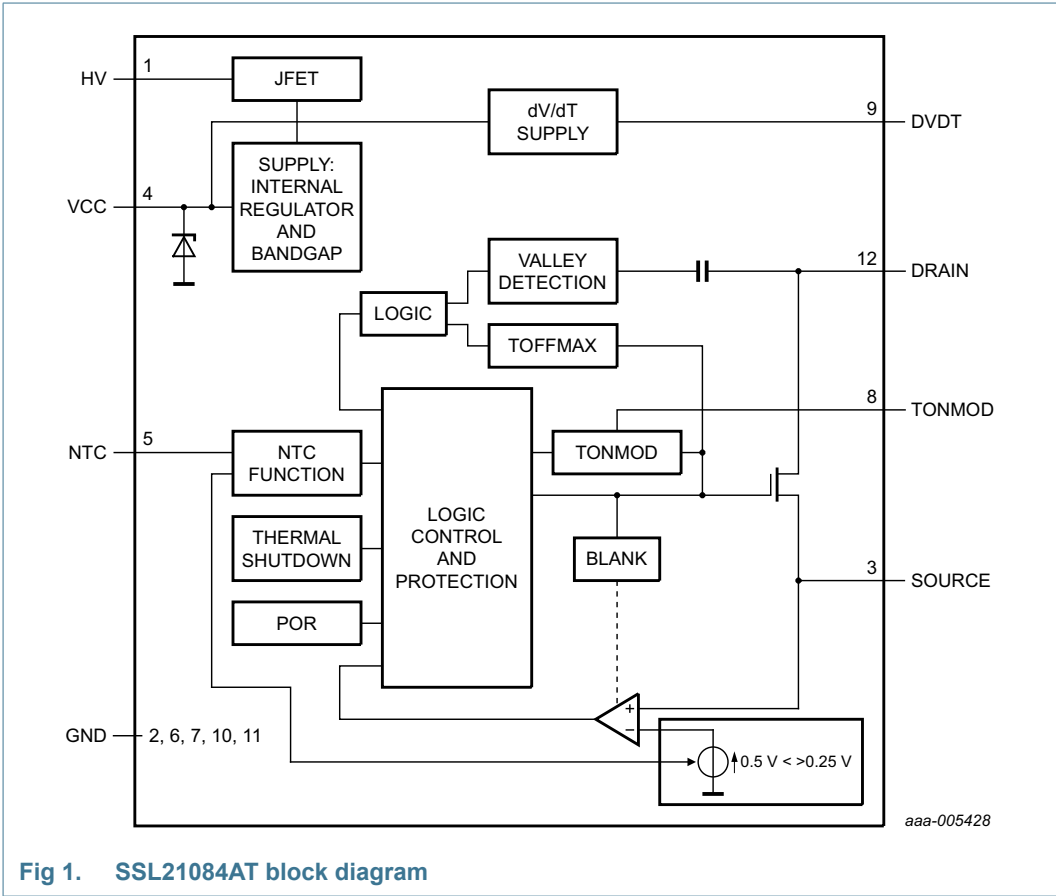 HV
1
JFET
dV/dT
SUPPLY
9
DVDT
SUPPLY:
INTERNAL
REGULATOR
AND
BANDGAP
VCC
4
VALLEY
DETECTION
12
DRAIN
LOGIC
TOFFMAX
8
TONMOD
NTC
5
NTC
FUNCTION
TONMOD
LOGIC
CONTROL
AND
PROTECTION
THERMAL
SHUTDOWN
BLANK
3
SOURCE
POR
+
−
GND
2, 6, 7, 10, 11
0.5 V < >0.25 V
aaa-005428
Fig 1. SSL21084AT block diagram